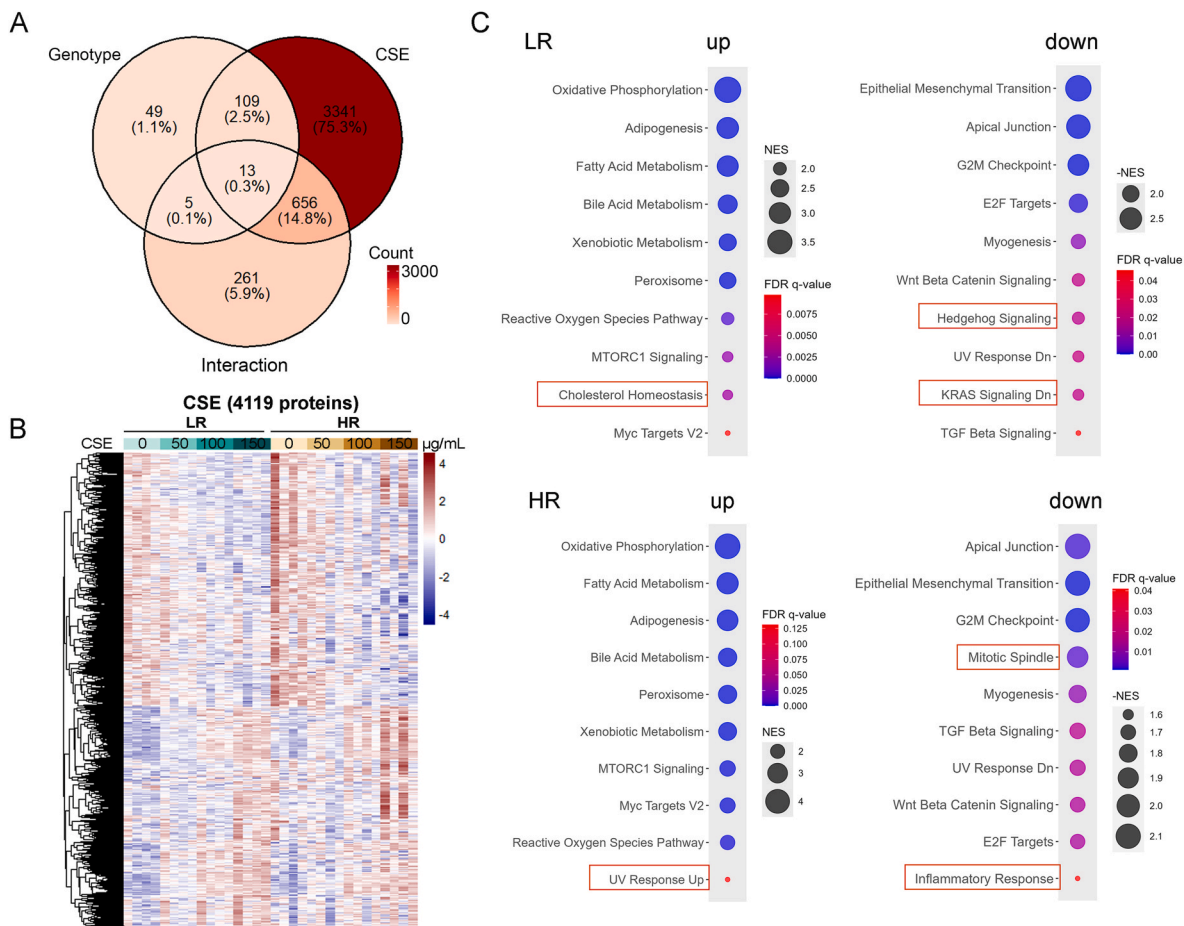 A
Genotype
CSE
49
(1.1%)
109
(2.5%)
3341
(75.3%)
13
(0.3%)
5
(0.1%)
656
(14.8%)
261
(5.9%)
Interaction
Count
3000
0
B
CSE (4119 proteins)
LR HR
CSE 0 50 100 150 0 50 100 150 µg/mL
4
2
0
-2
-4
C
LR up
Oxidative Phosphorylation
Adipogenesis
Fatty Acid Metabolism
Bile Acid Metabolism
Xenobiotic Metabolism
Peroxisome
Reactive Oxygen Species Pathway
MTORC1 Signaling
Cholesterol Homeostasis
Myc Targets V2
NES
2.0
2.5
3.0
3.5
FDR q-value
0.0075
0.0050
0.0025
0.0000
down
Epithelial Mesenchymal Transition
Apical Junction
G2M Checkpoint
E2F Targets
Myogenesis
Wnt Beta Catenin Signaling
Hedgehog Signaling
UV Response Dn
KRAS Signaling Dn
TGF Beta Signaling
-NES
2.0
2.5
FDR q-value
0.04
0.03
0.02
0.01
0.00
HR up
Oxidative Phosphorylation
Fatty Acid Metabolism
Adipogenesis
Bile Acid Metabolism
Peroxisome
Xenobiotic Metabolism
MTORC1 Signaling
Myc Targets V2
Reactive Oxygen Species Pathway
UV Response Up
FDR q-value
0.125
0.100
0.075
0.050
0.025
0.000
NES
2
3
4
down
Apical Junction
Epithelial Mesenchymal Transition
G2M Checkpoint
Mitotic Spindle
Myogenesis
TGF Beta Signaling
UV Response Dn
Wnt Beta Catenin Signaling
E2F Targets
Inflammatory Response
FDR q-value
0.04
0.03
0.02
0.01
-NES
1.6
1.7
1.8
1.9
2.0
2.1